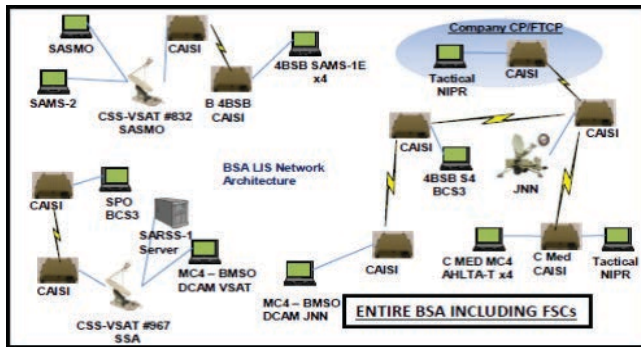 Company CP/FTCP
SASMO
CAISI
CAISI
SAMS-2
4BSB SAMS-1E
x4
Tactical
NIPR
CSS-VSAT #832
SASMO
B 4BSB
CAISI
CAISI
CAISI
BSA LIS Network
Architecture
4BSB S4
BCS3
JNN
CAISI
SPO
BCS3
SARSS-1
Server
CAISI
CAISI
MC4 – BMSO
DCAM VSAT
C MED MC4
AHLTA-T x4
C Med
CAISI
Tactical
NIPR
CSS-VSAT #967
SSA
MC4 – BMSO
DCAM JNN
ENTIRE BSA INCLUDING FSCs